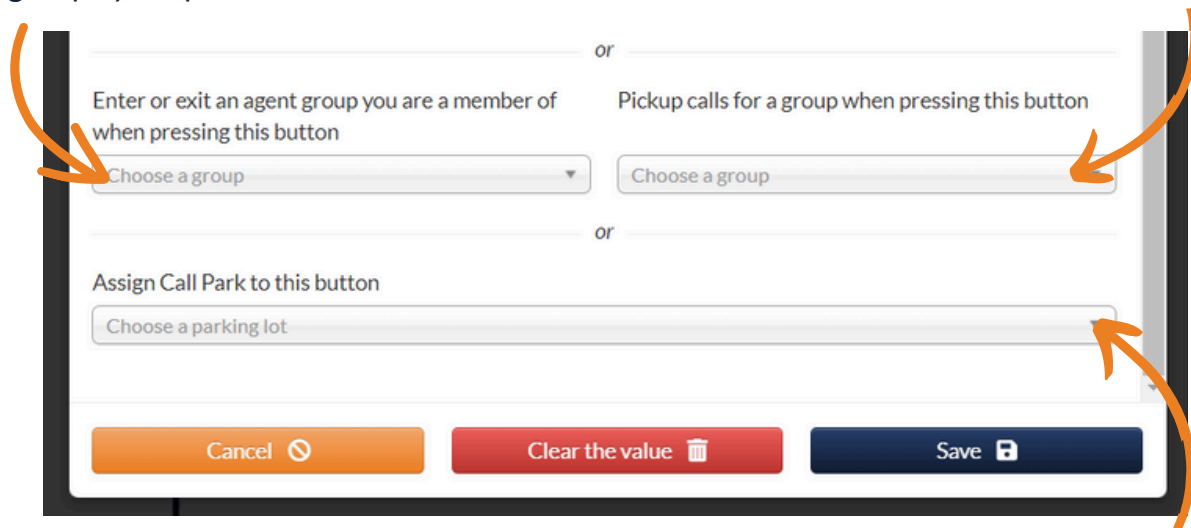 or
Enter or exit an agent group you are a member of
when pressing this button
Pickup calls for a group when pressing this button
Choose a group
Choose a group
or
Assign Call Park to this button
Choose a parking lot
Cancel
Clear the value
Save